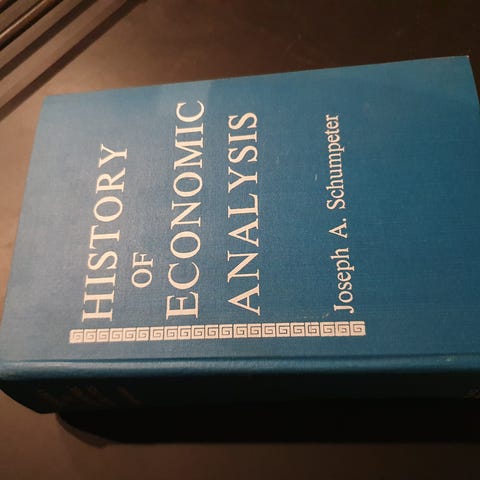 HISTORY
OF
ECONOMIC
ANALYSIS
Joseph A. Schumpeter